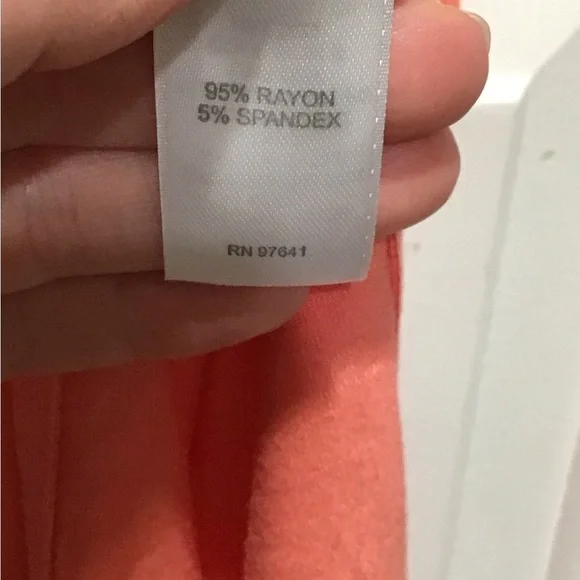 95% RAYON
5% SPANDEX
RN 97641